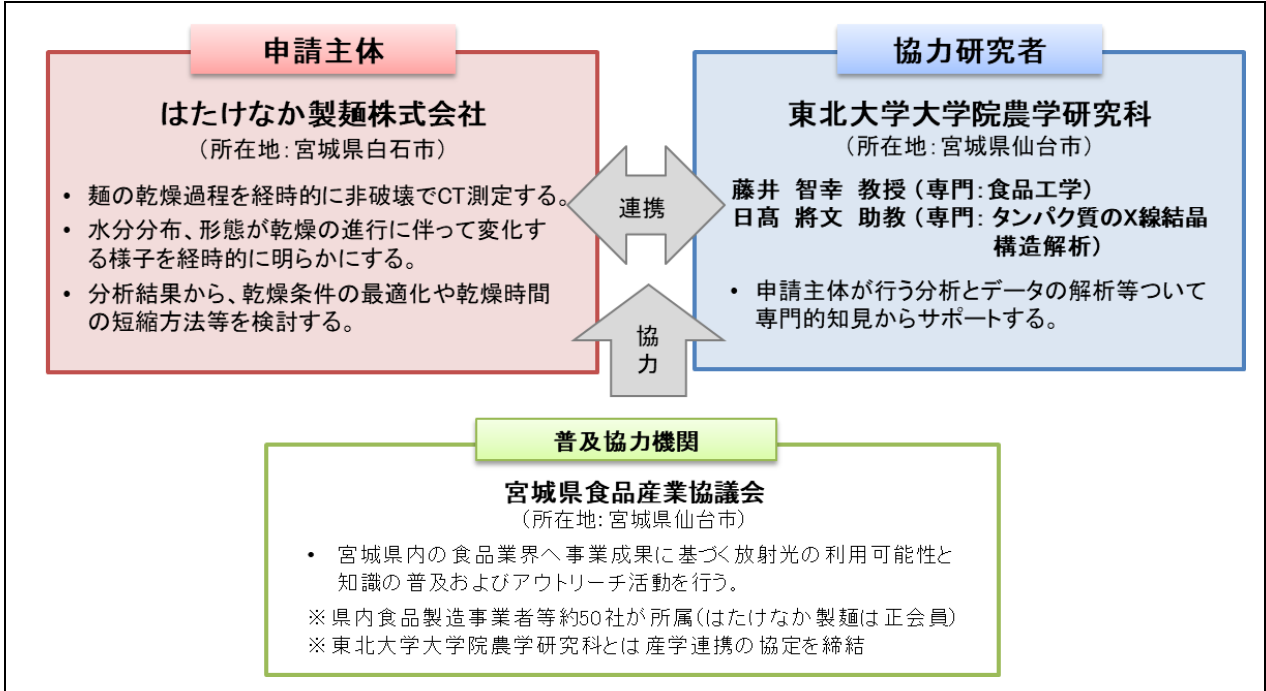 申請主体
はたけなか製麺株式会社
（所在地：宮城県白石市）
• 麺の乾燥過程を経時的に非破壊でCT測定する。
• 水分分布、形態が乾燥の進行に伴って変化す
る様子を経時的に明らかにする。
• 分析結果から、乾燥条件の最適化や乾燥時間
の短縮方法等を検討する。
連携
協力研究者
東北大学大学院農学研究科
（所在地：宮城県仙台市）
藤井 智幸 教授（専門：食品工学）
日髙 將文 助教（専門：タンパク質のX線結晶
構造解析）
• 申請主体が行う分析とデータの解析等ついて
専門的知見からサポートする。
協
力
普及協力機関
宮城県食品産業協議会
（所在地：宮城県仙台市）
• 宮城県内の食品業界へ事業成果に基づく放射光の利用可能性と
知識の普及およびアウトリーチ活動を行う。
※県内食品製造事業者等約50社が所属（はたけなか製麺は正会員）
※東北大学大学院農学研究科とは産学連携の協定を締結